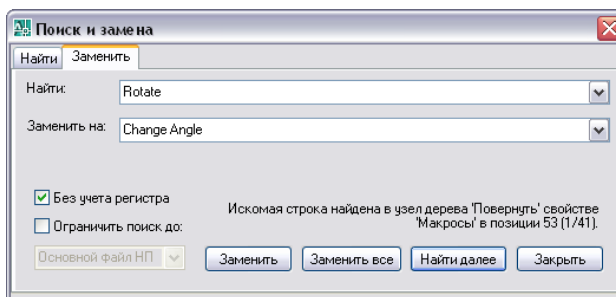 Поиск и замена
Найти Заменить
Найти: Rotate
Заменить на: Change Angle
Без учета регистра
Искомая строка найдена в узел дерева 'Повернуть' свойстве
'Макросы' в позиции 53 (1/41).
Ограничить поиск до:
Основной файл НП Заменить Заменить все Найти далее Закрыть